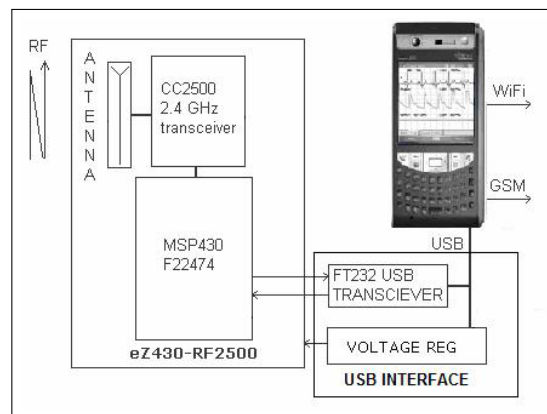 RF
ANTENNA
CC2500
2.4 GHz
transceiver
MSP430
F22474
eZ430-RF2500
WiFi
GSM
USB
FT232 USB
TRANSCIEVER
VOLTAGE REG
USB INTERFACE